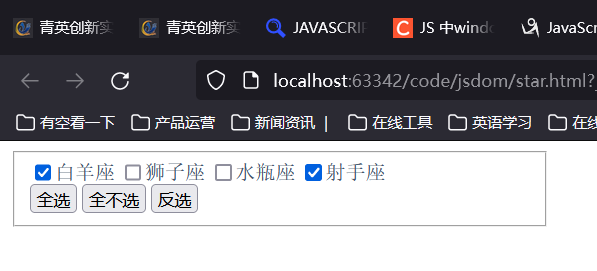 青英创新实 青英创新实 JAVASCRIP JS 中wind JavaScri
localhost:63342/code/jsdom/star.html?_
有空看一下 产品运营 新闻资讯 | 在线工具 英语学习 在线
白羊座 狮子座 水瓶座 射手座
全选 全不选 反选